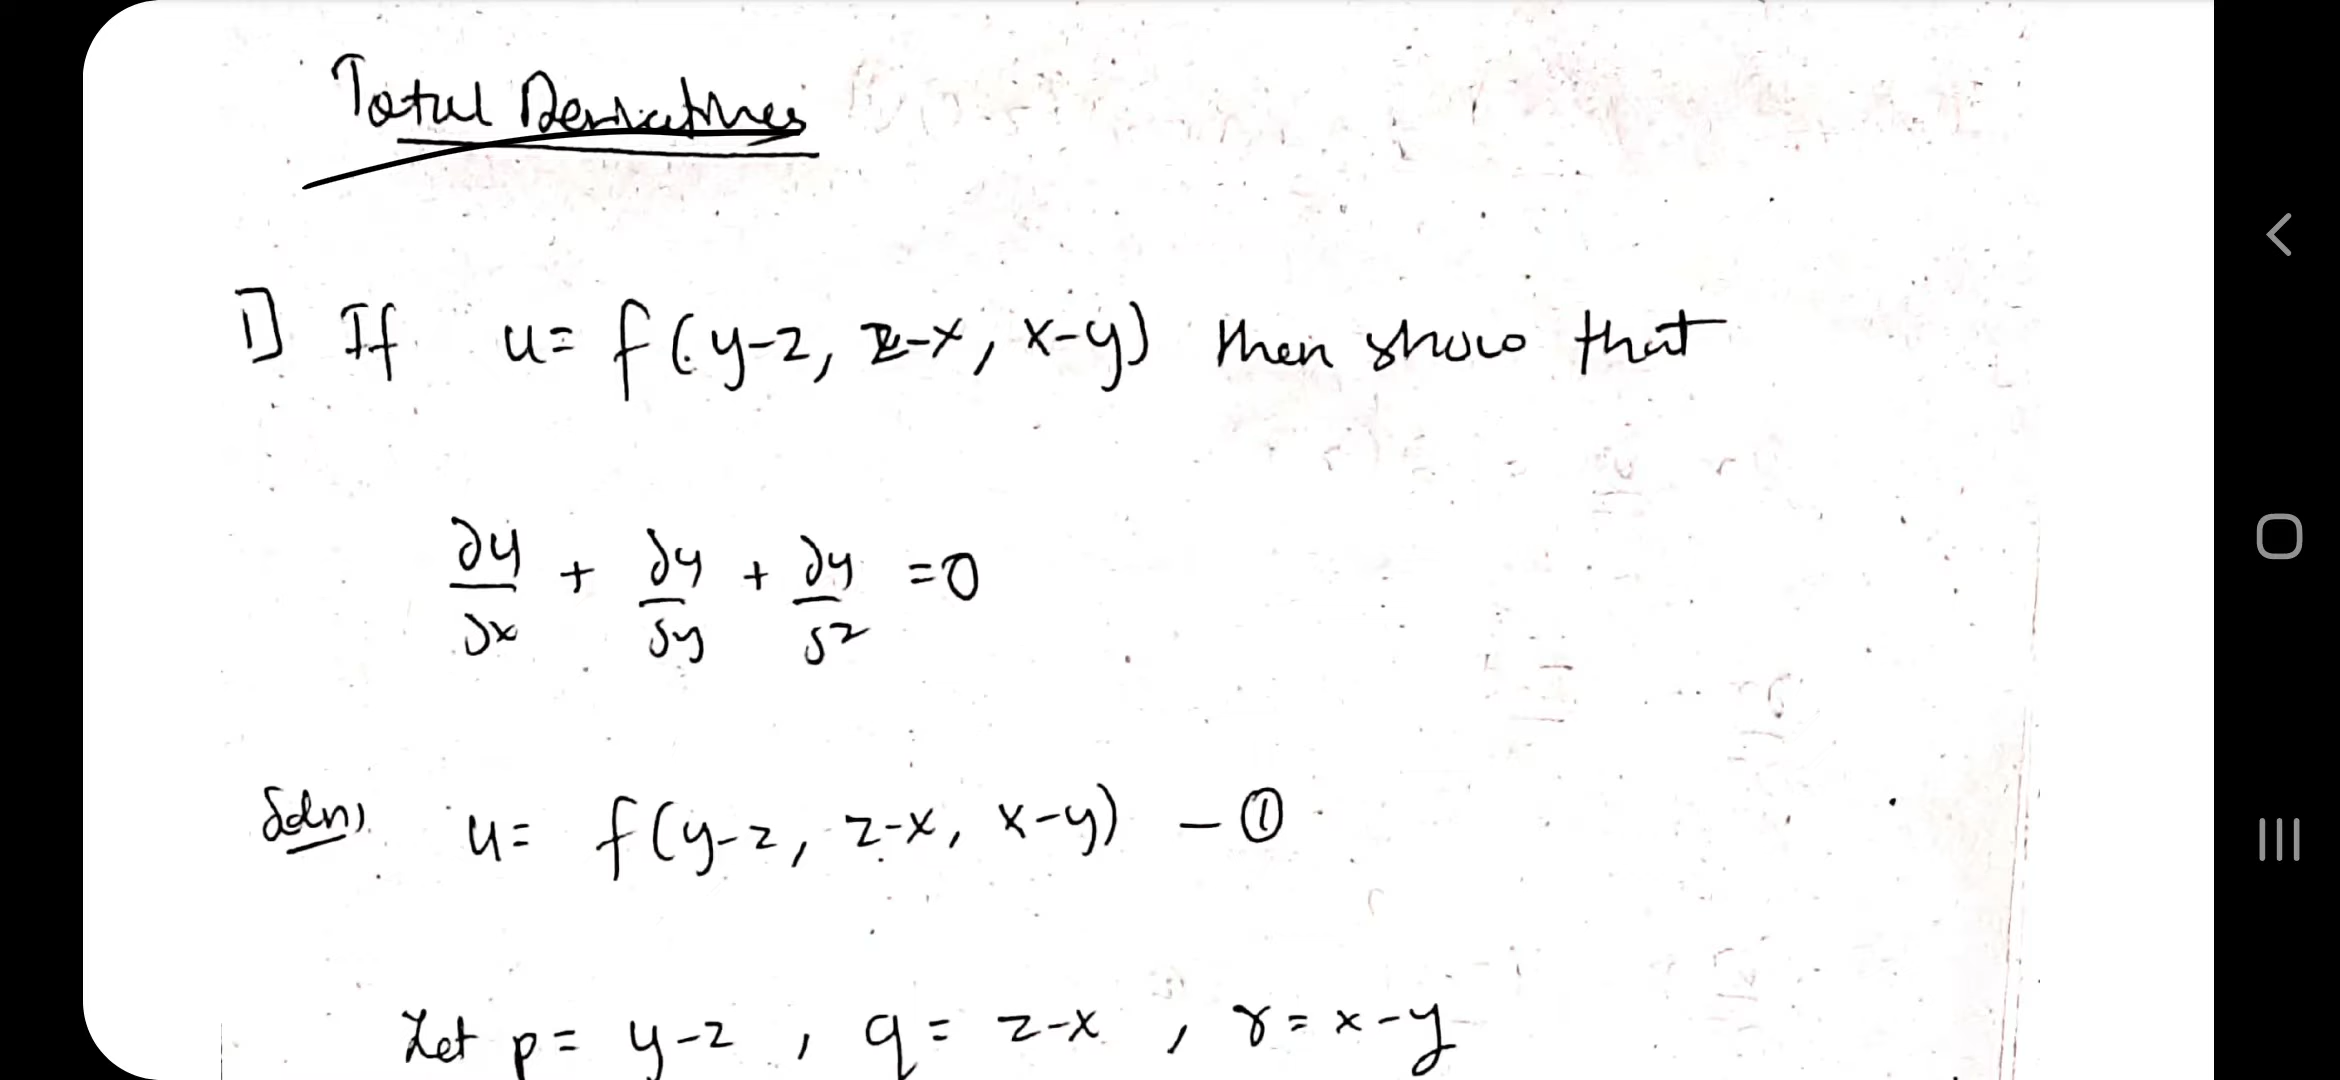 Total Derivatives
1] If u = f(y-z, z-x, x-y) then show that
∂u/∂x + ∂u/∂y + ∂u/∂z = 0
Soln) u = f(y-z, z-x, x-y) - ①
Let p = y-z, q = z-x, r = x-y